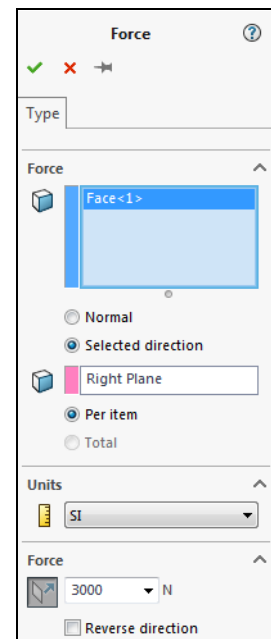 Force
Type
Force
Face<1>
Normal
Selected direction
Right Plane
Per item
Total
Units
SI
Force
3000 N
Reverse direction